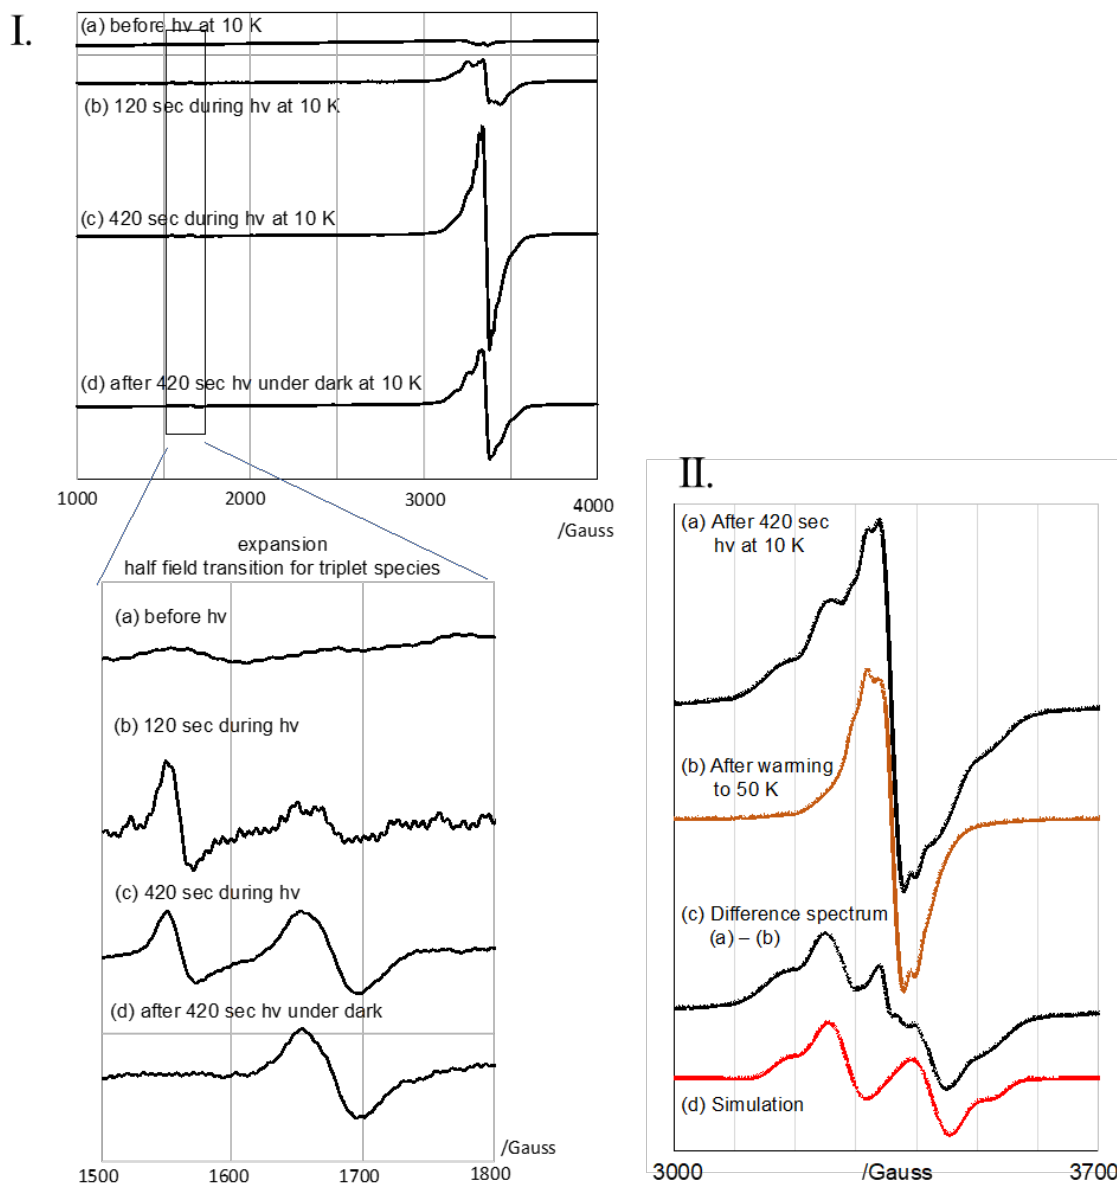 I.
(a) before hv at 10 K
(b) 120 sec during hv at 10 K
(c) 420 sec during hv at 10 K
(d) after 420 sec hv under dark at 10 K
1000
2000
3000
4000
/Gauss
expansion
half field transition for triplet species
(a) before hv
(b) 120 sec during hv
(c) 420 sec during hv
(d) after 420 sec hv under dark
/Gauss
1500
1600
1700
1800
II.
(a) After 420 sec
hv at 10 K
(b) After warming
to 50 K
(c) Difference spectrum
(a) – (b)
(d) Simulation
3000
/Gauss
3700